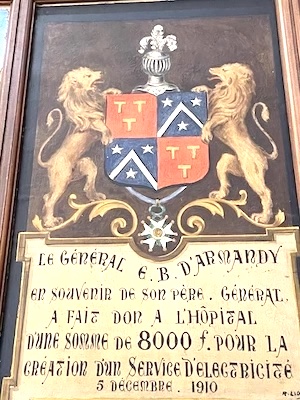 LE GÉNÉRAL E.B. D'ARMANDY
EN SOUVENIR DE SON PÈRE. GÉNÉRAL.
A FAIT DON A L'HÔPITAL
D'UNE SOMME DE 8000 f. POUR LA
CRÉATION D'UN SERVICE D'ELECTRICITÉ
5 DÉCEMBRE. 1910